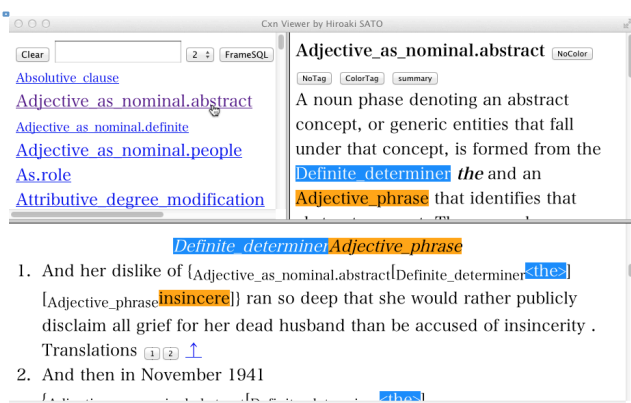 Cxn Viewer by Hiroaki SATO
Clear 2 FrameSQL
Absolutive_clause
Adjective_as_nominal.abstract
Adjective_as_nominal.definite
Adjective_as_nominal.people
As.role
Attributive_degree_modification
Adjective_as_nominal.abstract NoColor
NoTag ColorTag summary
A noun phase denoting an abstract
concept, or generic entities that fall
under that concept, is formed from the
Definite_determiner the and an
Adjective_phrase that identifies that
Definite_determinerAdjective_phrase
1. And her dislike of {Adjective_as_nominal.abstract[Definite_determiner<the>]
[Adjective_phraseinsincere]} ran so deep that she would rather publicly
disclaim all grief for her dead husband than be accused of insincerity .
Translations 1 2 ↑
2. And then in November 1941